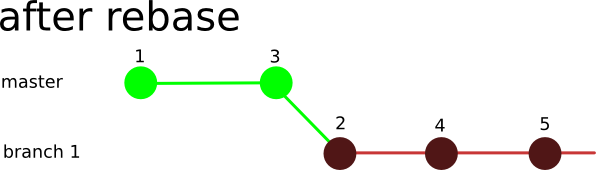 after rebase
1 3
master
2 4 5
branch 1